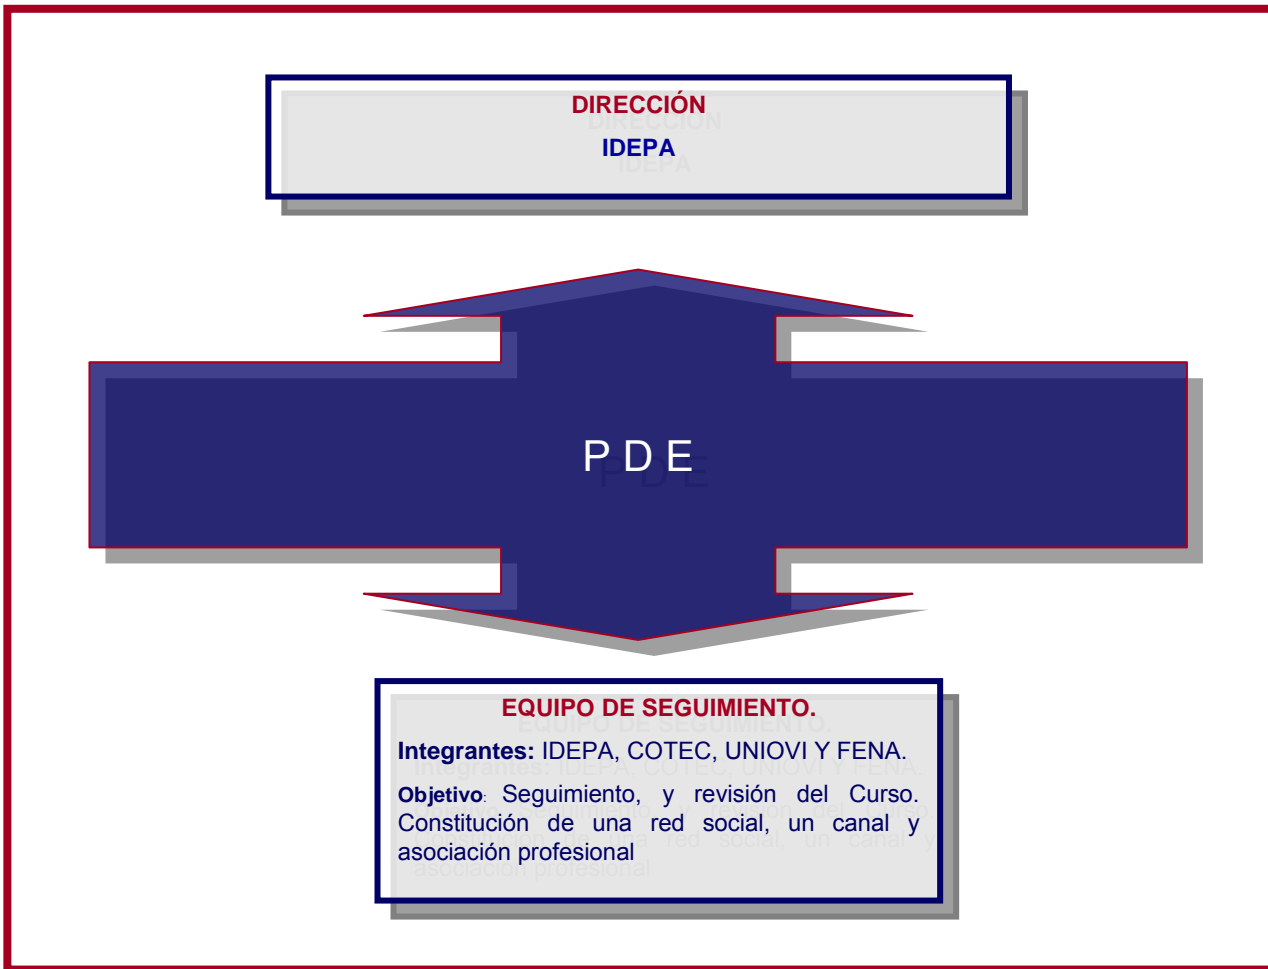 DIRECCIÓN
IDEPA
P D E
EQUIPO DE SEGUIMIENTO.
Integrantes: IDEPA, COTEC, UNIOVI Y FENA.
Objetivo: Seguimiento, y revisión del Curso.
Constitución de una red social, un canal y
asociación profesional